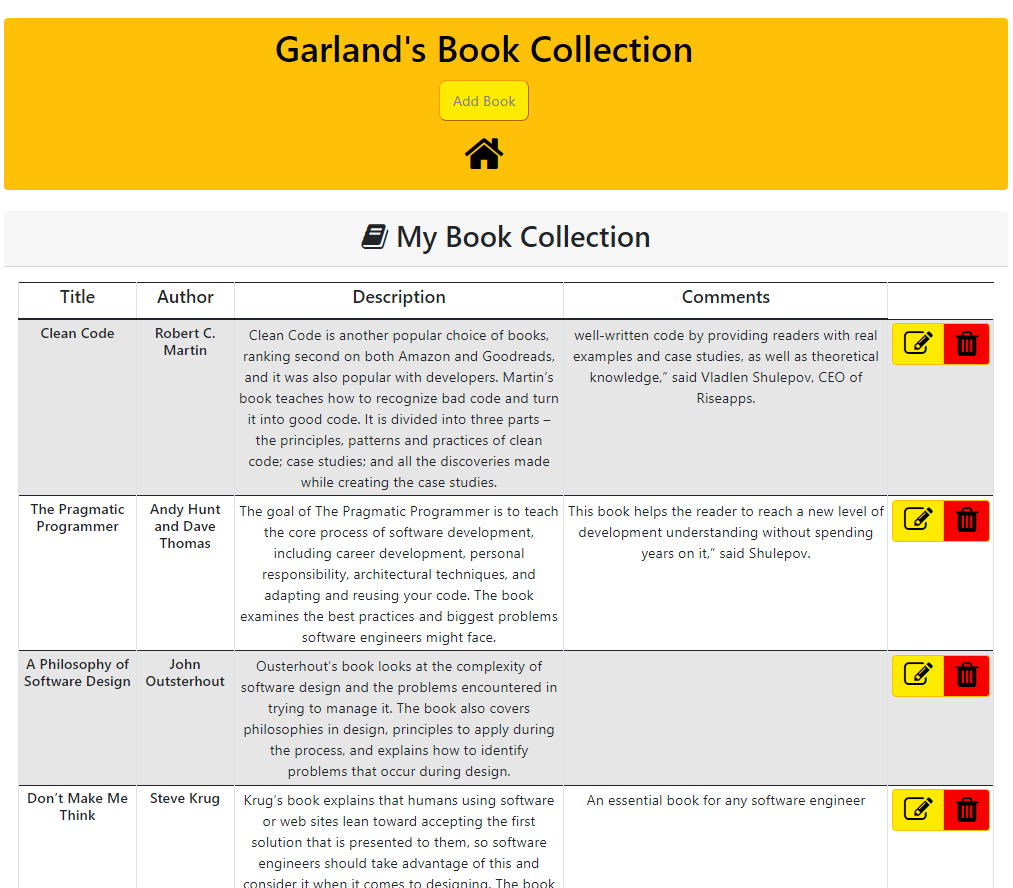 Garland's Book Collection
Add Book
My Book Collection
Title Author Description Comments
Clean Code
Robert C.
Martin
Clean Code is another popular choice of books,
ranking second on both Amazon and Goodreads,
and it was also popular with developers. Martin’s
book teaches how to recognize bad code and turn
it into good code. It is divided into three parts –
the principles, patterns and practices of clean
code; case studies; and all the discoveries made
while creating the case studies.
well-written code by providing readers with real
examples and case studies, as well as theoretical
knowledge,” said Vladlen Shulepov, CEO of
Riseapps.
The Pragmatic
Programmer
Andy Hunt
and Dave
Thomas
The goal of The Pragmatic Programmer is to teach
the core process of software development,
including career development, personal
responsibility, architectural techniques, and
adapting and reusing your code. The book
examines the best practices and biggest problems
software engineers might face.
This book helps the reader to reach a new level of
development understanding without spending
years on it,” said Shulepov.
A Philosophy of
Software Design
John
Outsterhout
Ousterhout’s book looks at the complexity of
software design and the problems encountered in
trying to manage it. The book also covers
philosophies in design, principles to apply during
the process, and explains how to identify
problems that occur during design.
Don’t Make Me
Think
Steve Krug
Krug’s book explains that humans using software
or web sites lean toward accepting the first
solution that is presented to them, so software
engineers should take advantage of this and
consider it when it comes to designing. The book
An essential book for any software engineer